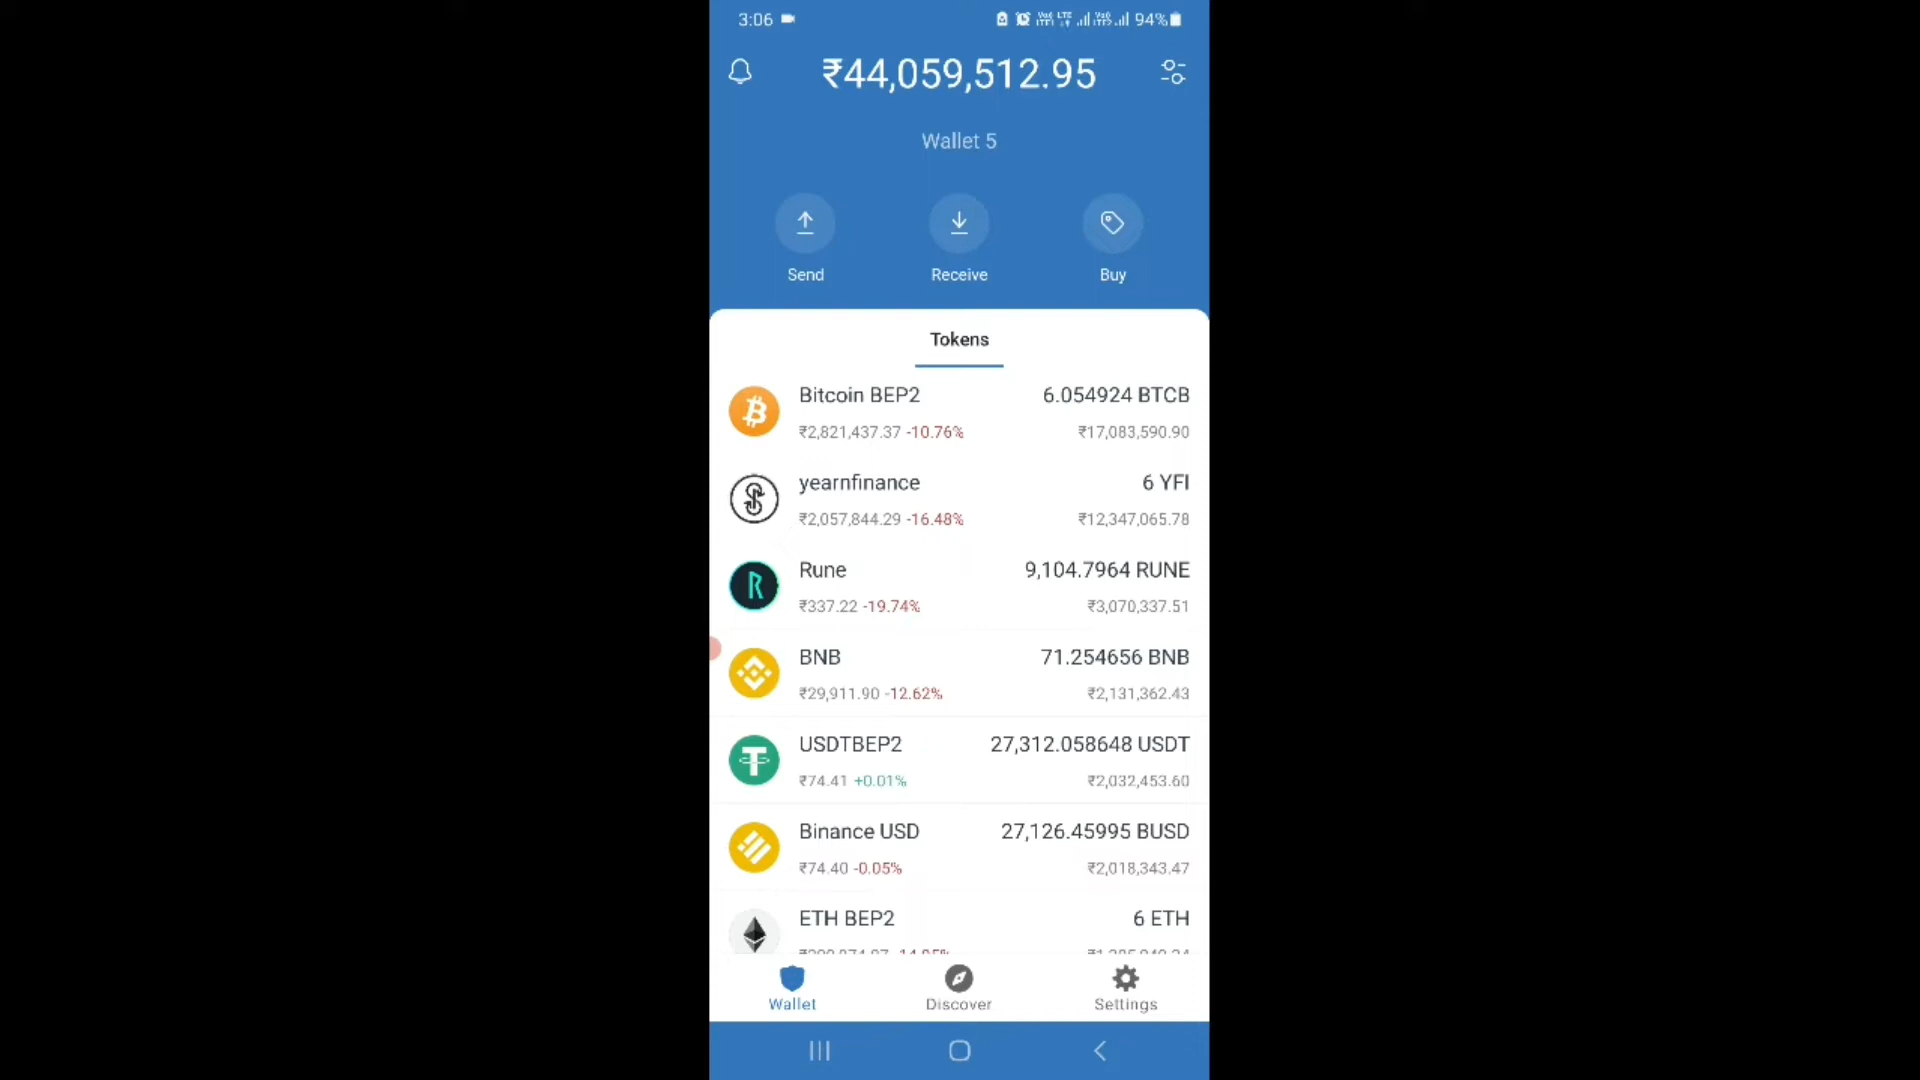 3:06
94%
₹44,059,512.95
Wallet 5
Send
Receive
Buy
Tokens
Bitcoin BEP2
6.054924 BTCB
₹2,821,437.37 -10.76%
₹17,083,590.90
yearnfinance
6 YFI
₹2,057,844.29 -16.48%
₹12,347,065.78
Rune
9,104.7964 RUNE
₹337.22 -19.74%
₹3,070,337.51
BNB
71.254656 BNB
₹29,911.90 -12.62%
₹2,131,362.43
USDTBEP2
27,312.058648 USDT
₹74.41 +0.01%
₹2,032,453.60
Binance USD
27,126.45995 BUSD
₹74.40 -0.05%
₹2,018,343.47
ETH BEP2
6 ETH
Wallet
Discover
Settings